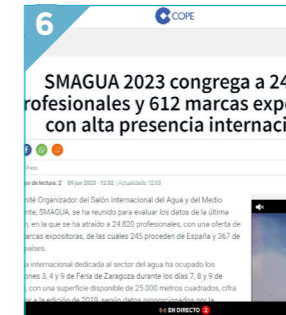 6
COPE
SMAGUA 2023 congrega a 24
rofesionales y 612 marcas exp
con alta presencia internaci
Press
po de lectura: 2' 09 jun 2023 - 12:02 | Actualizado 12:03
mité Organizador del Salón Internacional del Agua y del Medio
nte, SMAGUA, se ha reunido para evaluar los datos de la última
n, en la que se ha atraído a 24.820 profesionales, con una oferta de
arcas expositoras, de las cuales 245 proceden de España y 367 de
países.
a internacional dedicada al sector del agua ha ocupado los
ones 3, 4 y 9 de Feria de Zaragoza durante los días 7, 8 y 9 de
, con una superficie disponible de 25.000 metros cuadrados, cifra
or a la edición de 2019, según datos proporcionados por la
EN DIRECTO 2